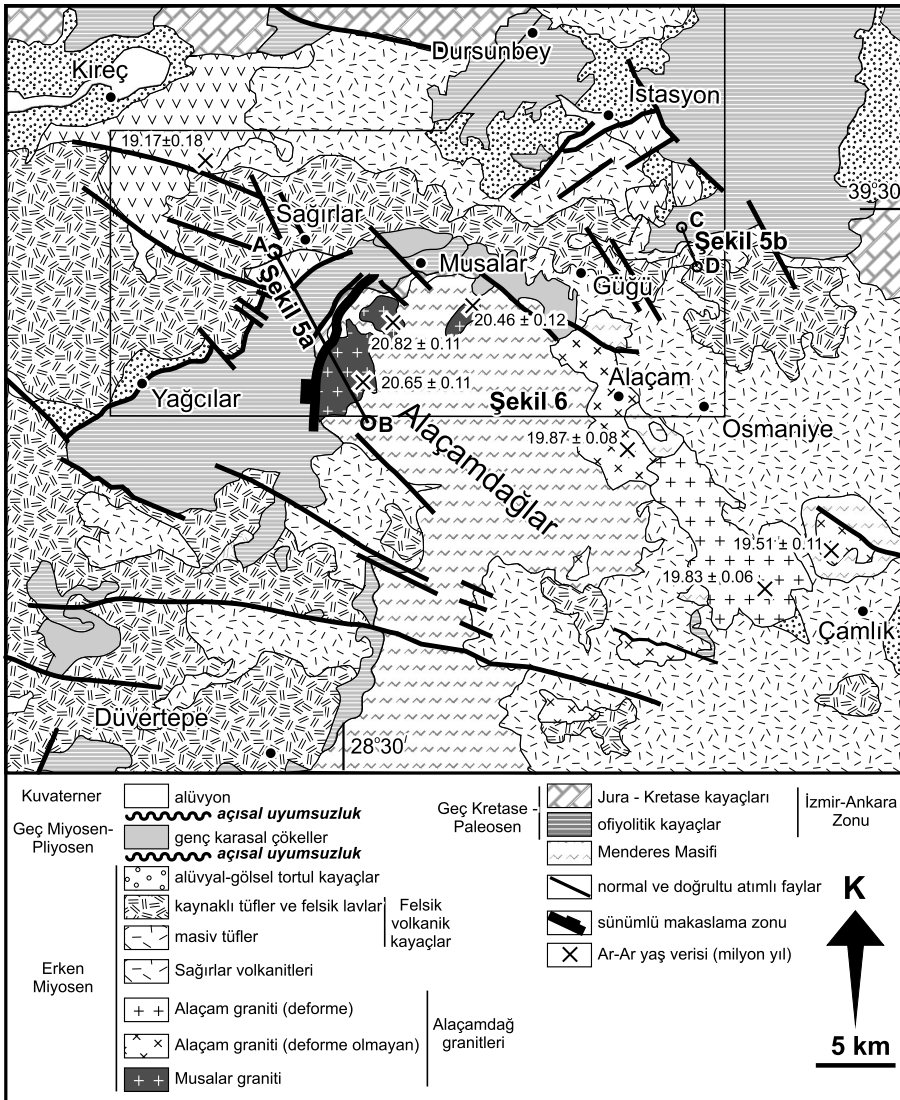 Dursunbey
Kireç
İstasyon
19.17±0.18
39.30
Sağırlar
C
Şekil 5b
A
D
Musalar
Şekil 5a
Güğü
20.46 ± 0.12
20.82 ± 0.11
20.65 ± 0.11
Alaçam
Yağcılar
Şekil 6
B
Osmaniye
Alaçamdağlar
19.87 ± 0.08
19.51 ± 0.11
19.83 ± 0.06
Çamlık
Düvertepe
28°30'
Kuvaterner
alüvyon
açısal uyumsuzluk
Geç Miyosen-
Pliyosen
genç karasal çökeller
açısal uyumsuzluk
Erken
Miyosen
alüvyal-gölsel tortul kayaçlar
kaynaklı tüfler ve felsik lavlar
masiv tüfler
Felsik
volkanik
kayaçlar
Sağırlar volkanitleri
Alaçam graniti (deforme)
Alaçam graniti (deforme olmayan)
Musalar graniti
Alaçamdağ
granitleri
Geç Kretase -
Paleosen
Jura - Kretase kayaçları
ofiyolitik kayaçlar
İzmir-Ankara
Zonu
Menderes Masifi
normal ve doğrultu atımlı faylar
sünümlü makaslama zonu
Ar-Ar yaş verisi (milyon yıl)
K
5 km